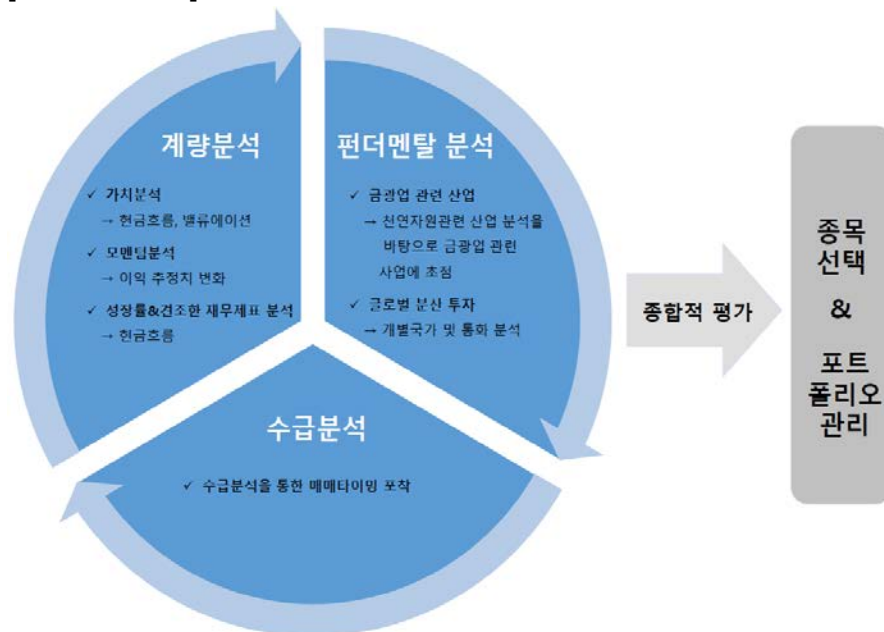 계량분석
✓ 가치분석
→ 현금흐름, 밸류에이션
✓ 모멘텀분석
→ 이익 추정치 변화
✓ 성장률&견조한 재무제표 분석
→ 현금흐름
펀더멘탈 분석
✓ 금광업 관련 산업
→ 천연자원관련 산업 분석을
바탕으로 금광업 관련
사업에 초점
✓ 글로벌 분산 투자
→ 개별국가 및 통화 분석
수급분석
✓ 수급분석을 통한 매매타이밍 포착
종합적 평가
종목
선택
&
포트
폴리오
관리